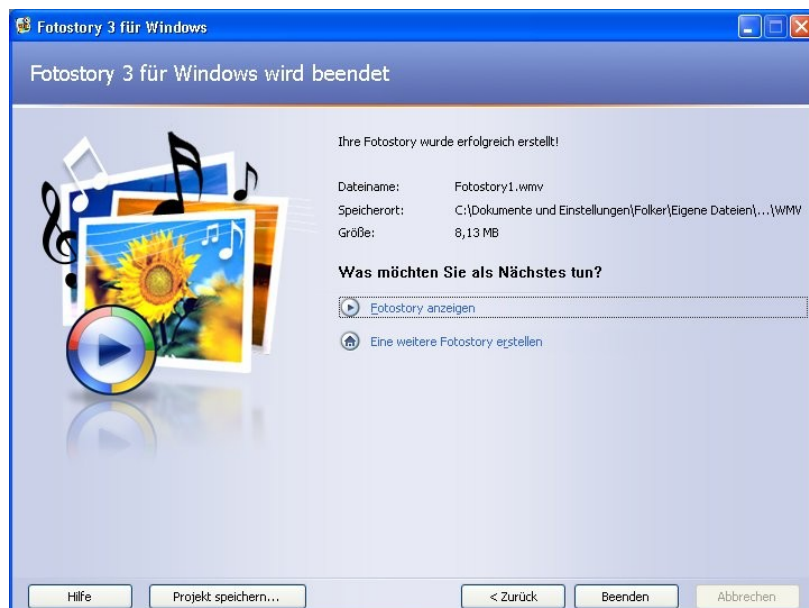 Fotostory 3 für Windows
Fotostory 3 für Windows wird beendet
Ihre Fotostory wurde erfolgreich erstellt!
Dateiname: Fotostory1.wmv
Speicherort: C:\Dokumente und Einstellungen\Folker\Eigene Dateien\...\WMV
Größe: 8,13 MB
Was möchten Sie als Nächstes tun?
Fotostory anzeigen
Eine weitere Fotostory erstellen
Hilfe Projekt speichern... < Zurück Beenden Abbrechen